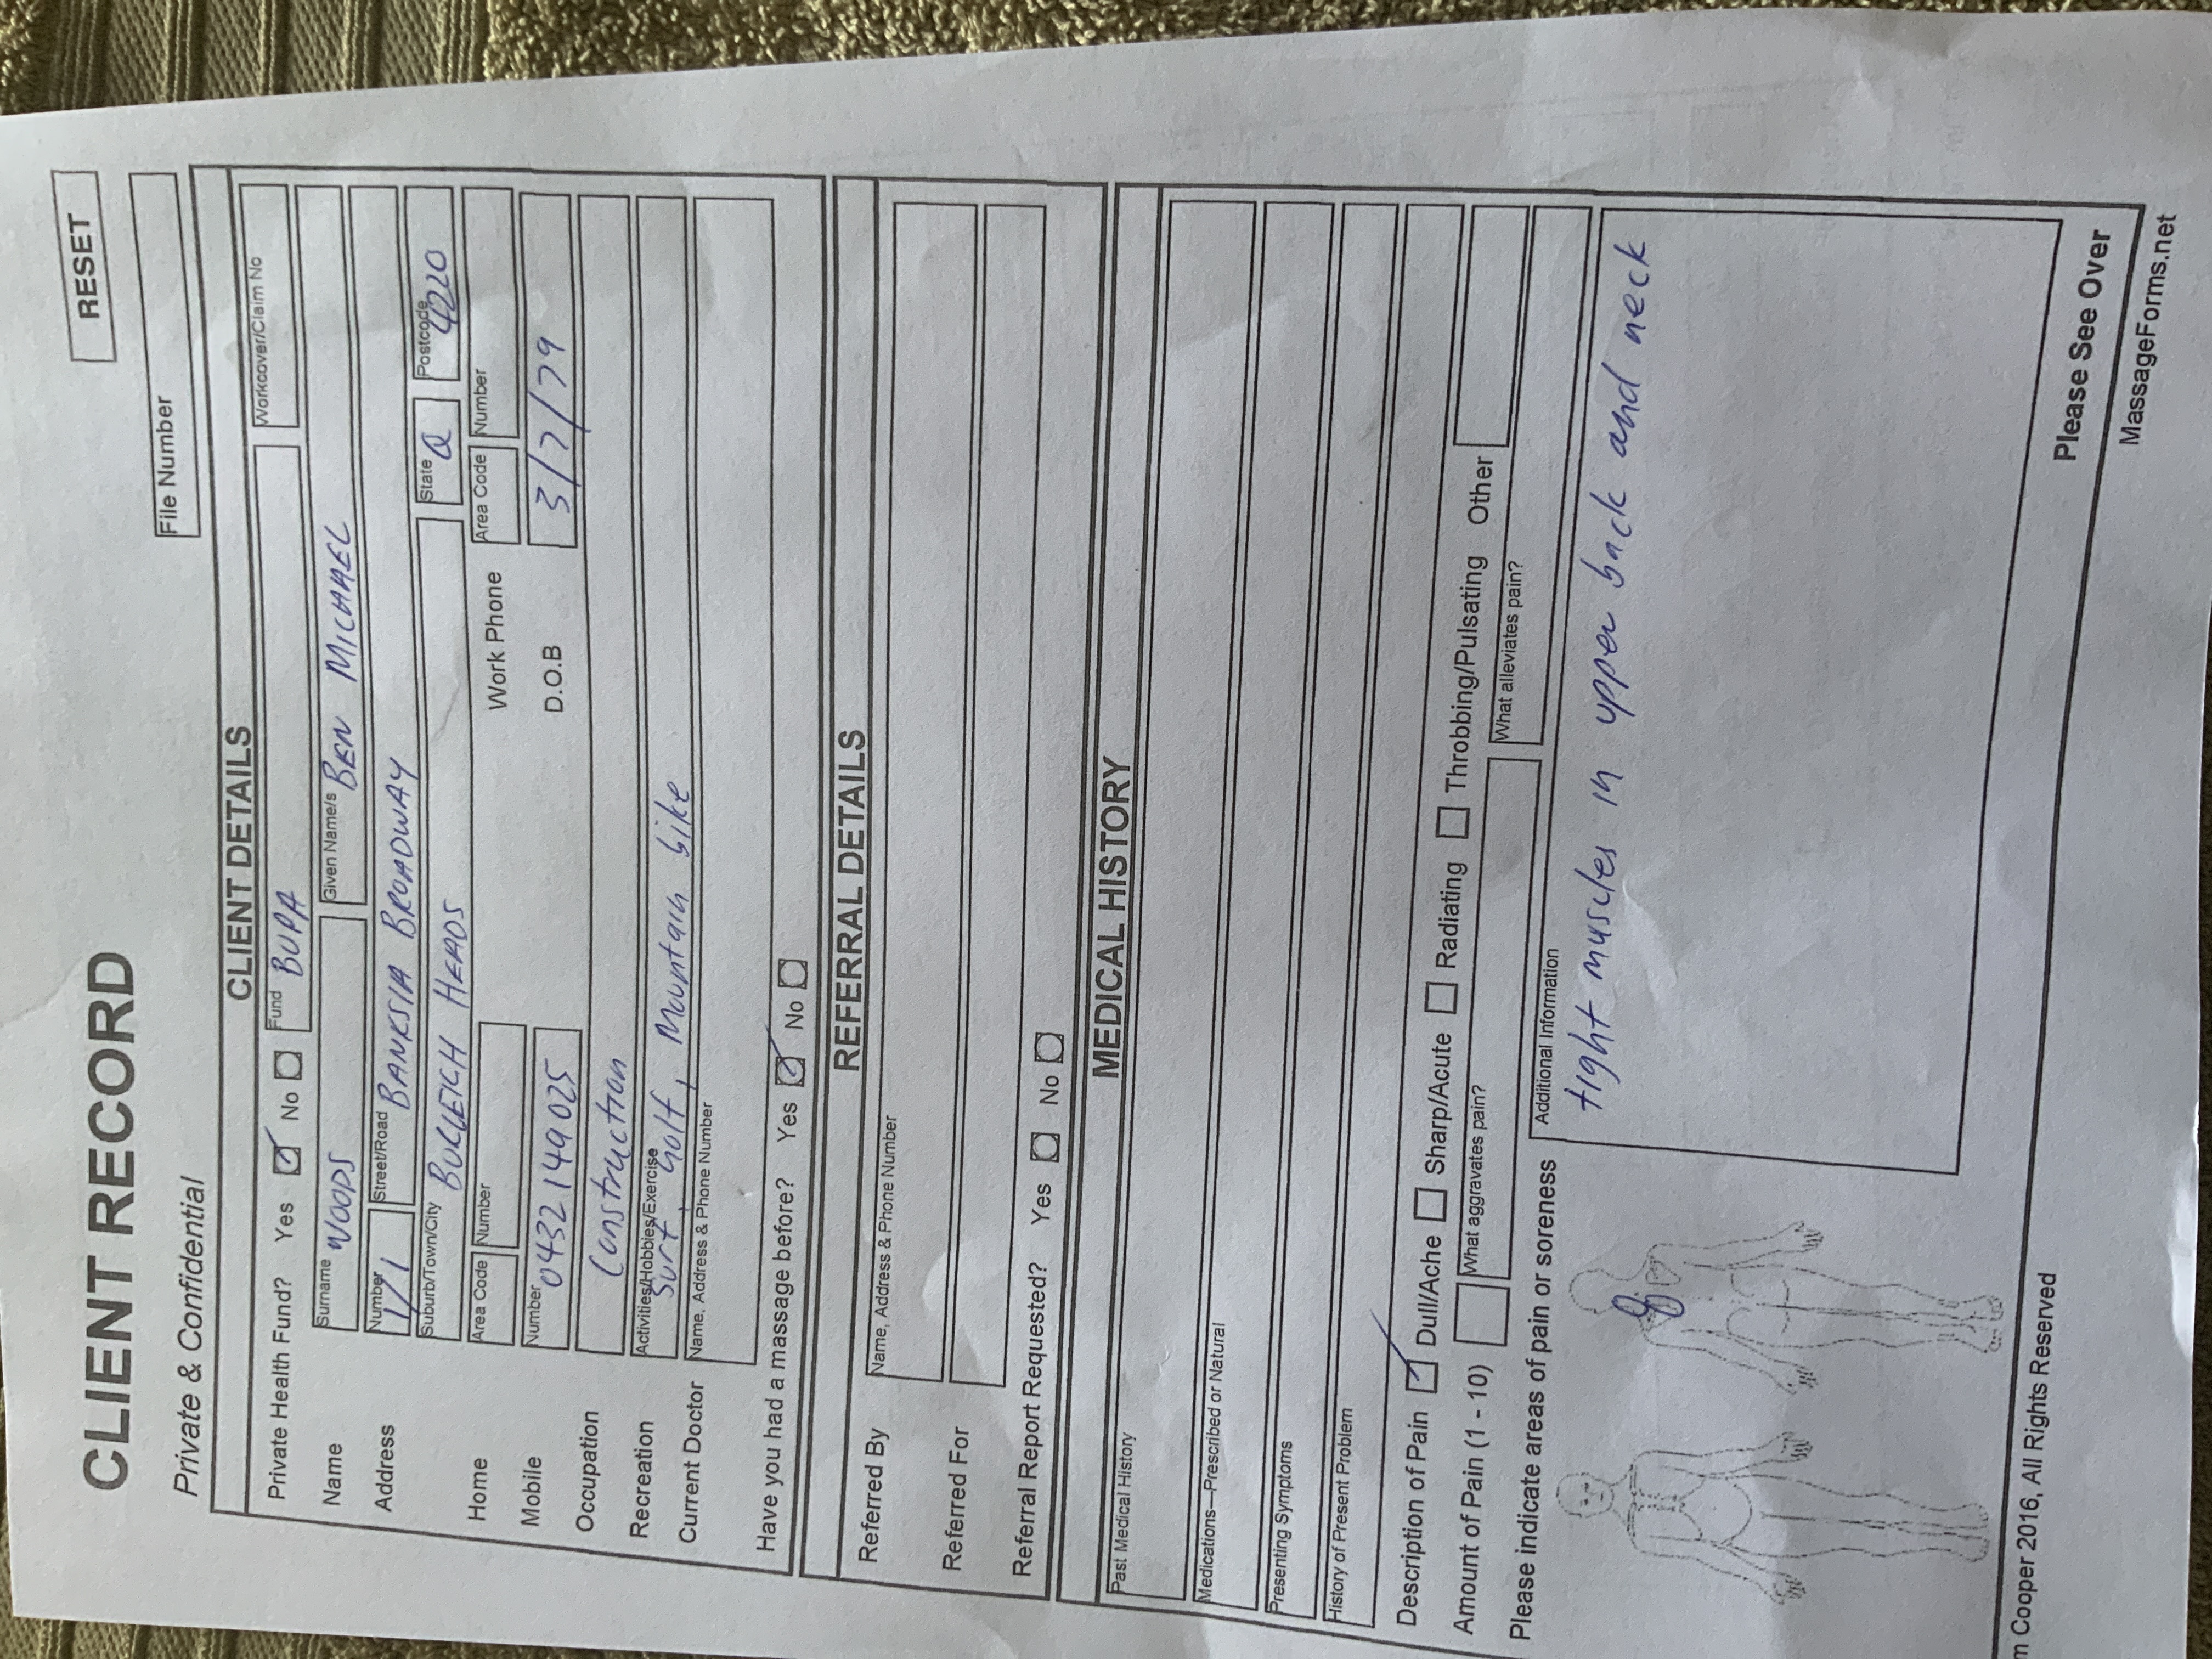 RESET
CLIENT RECORD
File Number
Private & Confidential
CLIENT DETAILS
Private Health Fund? Yes No Fund BUPA Workcover/Claim No
Name Surname WOODS Given Name/s BEN MICHAEL
Address Number 1/1 Street/Road BANKSIA BROADWAY
Suburb/Town/City BURLEIGH HEADS State Q Postcode 4220
Home Area Code Number Work Phone Area Code Number
Mobile Number 0432149025 D.O.B 3/7/79
Occupation Construction
Recreation Activities/Hobbies/Exercise Surf, golf, Mountain bike
Current Doctor Name, Address & Phone Number
Have you had a massage before? Yes No
REFERRAL DETAILS
Referred By Name, Address & Phone Number
Referred For
Referral Report Requested? Yes No
MEDICAL HISTORY
Past Medical History
Medications—Prescribed or Natural
Presenting Symptoms
History of Present Problem
Description of Pain Dull/Ache Sharp/Acute Radiating Throbbing/Pulsating Other
Amount of Pain (1 - 10) What aggravates pain? What alleviates pain?
Please indicate areas of pain or soreness Additional Information
tight muscles in upper back and neck
Please See Over
Cooper 2016, All Rights Reserved
MassageForms.net